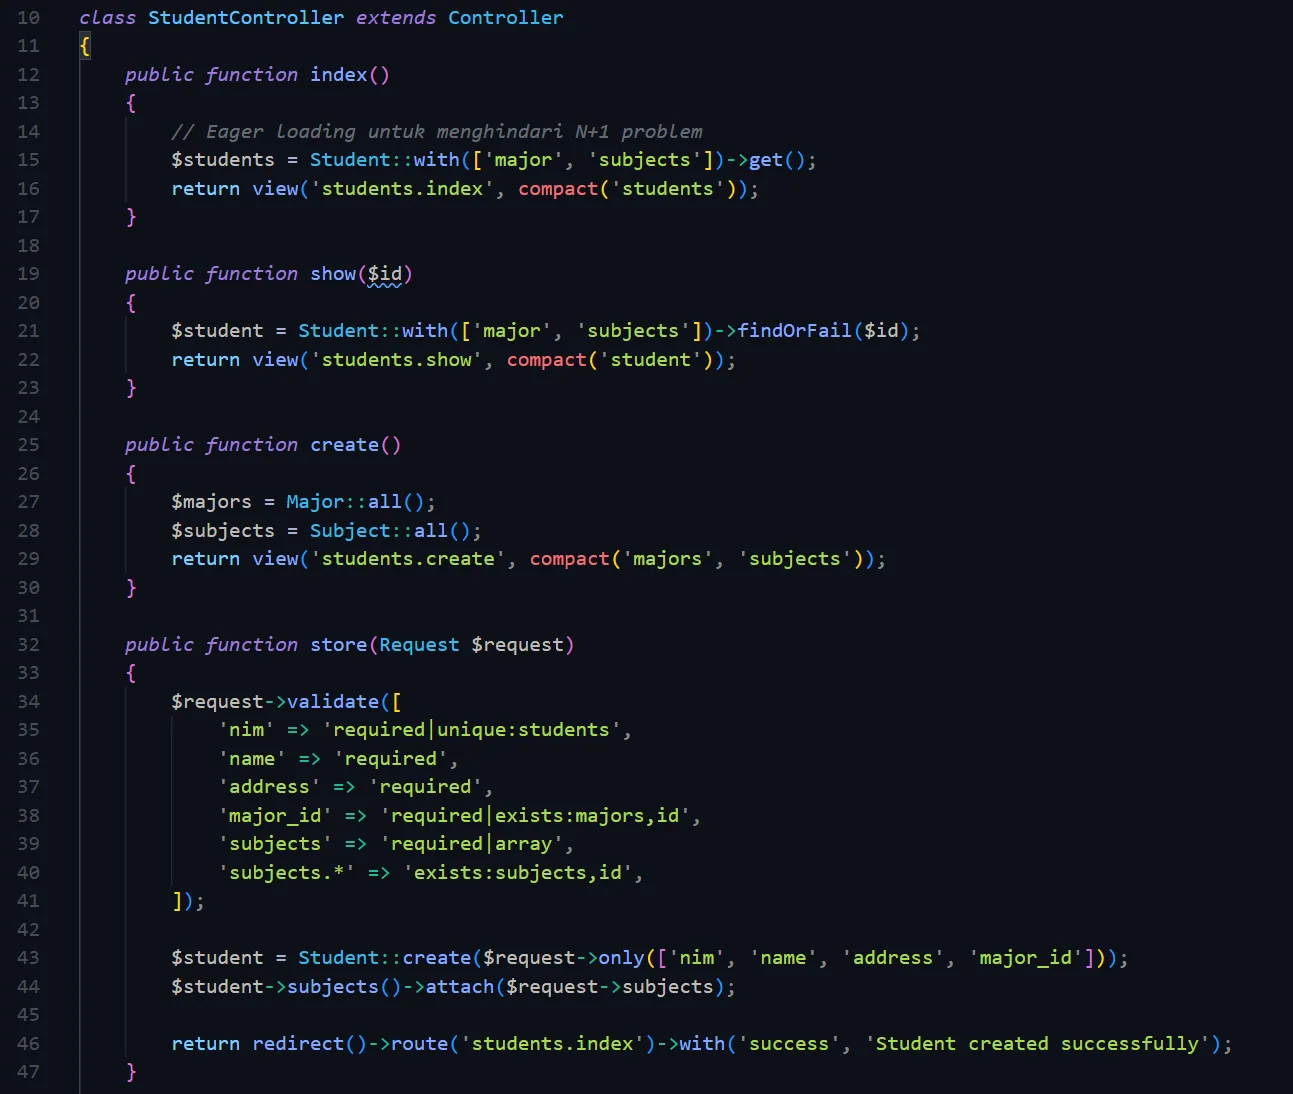 10 class StudentController extends Controller
11 {
12     public function index()
13     {
14         // Eager loading untuk menghindari N+1 problem
15         $students = Student::with(['major', 'subjects'])->get();
16         return view('students.index', compact('students'));
17     }
18
19     public function show($id)
20     {
21         $student = Student::with(['major', 'subjects'])->findOrFail($id);
22         return view('students.show', compact('student'));
23     }
24
25     public function create()
26     {
27         $majors = Major::all();
28         $subjects = Subject::all();
29         return view('students.create', compact('majors', 'subjects'));
30     }
31
32     public function store(Request $request)
33     {
34         $request->validate([
35             'nim' => 'required|unique:students',
36             'name' => 'required',
37             'address' => 'required',
38             'major_id' => 'required|exists:majors,id',
39             'subjects' => 'required|array',
40             'subjects.*' => 'exists:subjects,id',
41         ]);
42
43         $student = Student::create($request->only(['nim', 'name', 'address', 'major_id']));
44         $student->subjects()->attach($request->subjects);
45
46         return redirect()->route('students.index')->with('success', 'Student created successfully');
47     }